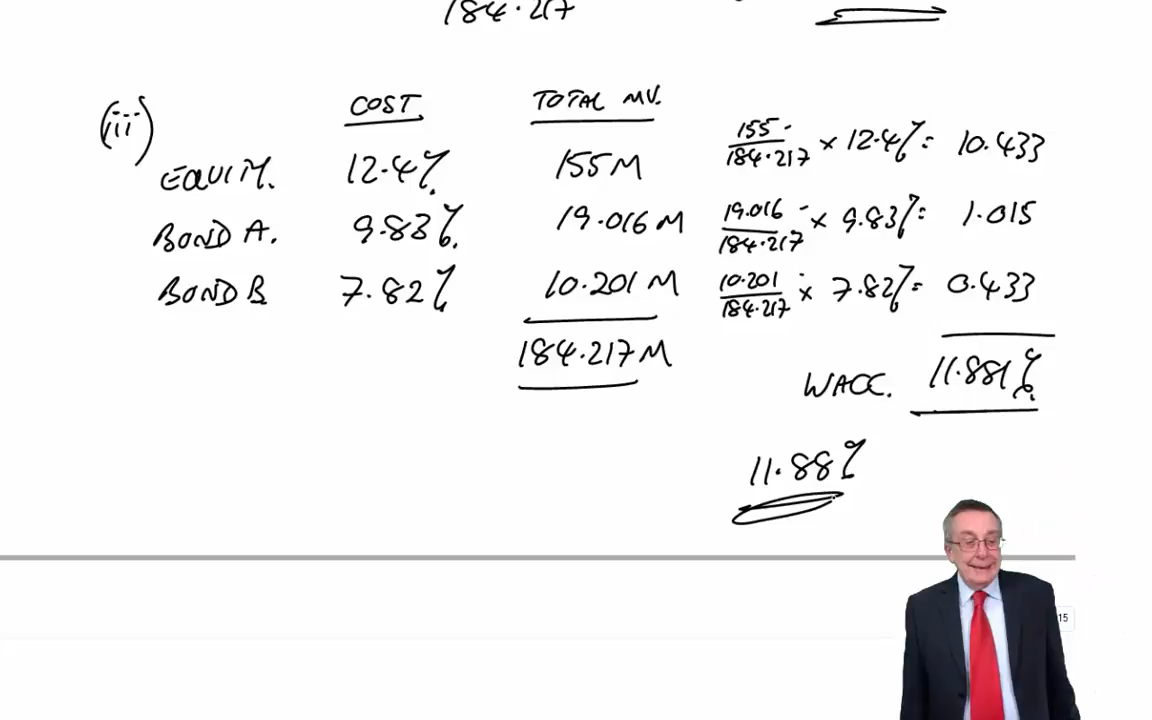 184.217
(iii) COST TOTAL MV.
EQUITY. 12.4% 155M 155/184.217 × 12.4% = 10.433
BOND A. 9.83% 19.016M 19.016/184.217 × 9.83% = 1.015
BOND B 7.82% 10.201M 10.201/184.217 × 7.82% = 0.433
184.217M
WACC. 11.881%
11.88%
15